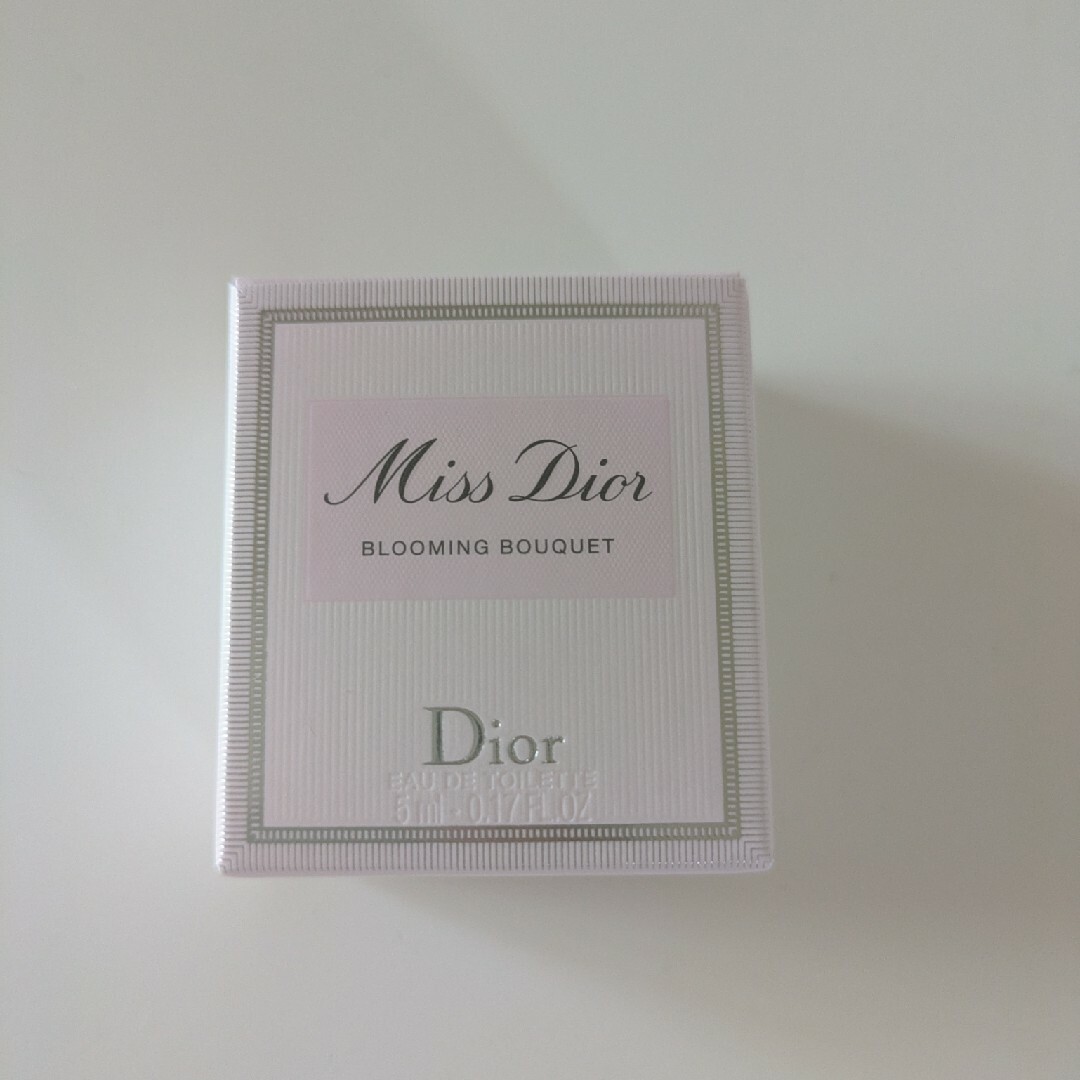 Miss Dior
BLOOMING BOUQUET
Dior
EAU DE TOILETTE
5 ml - 0.17 FL.OZ